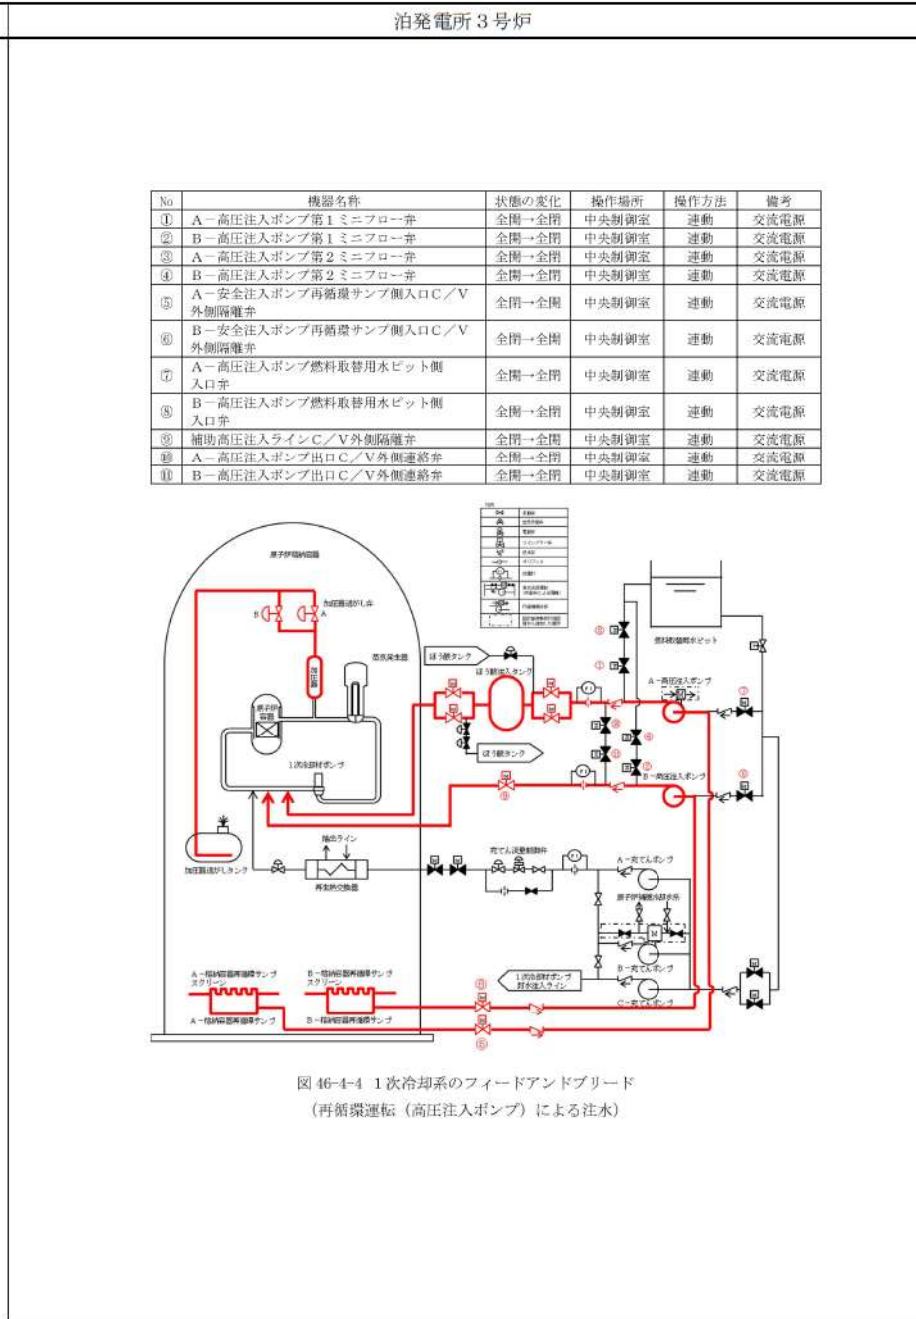 泊発電所3号炉
No 機器名称 状態の変化 操作場所 操作方法 備考
① A－高圧注入ポンプ第1ミニフロー弁 全開→全閉 中央制御室 連動 交流電源
② B－高圧注入ポンプ第1ミニフロー弁 全開→全閉 中央制御室 連動 交流電源
③ A－高圧注入ポンプ第2ミニフロー弁 全開→全閉 中央制御室 連動 交流電源
④ B－高圧注入ポンプ第2ミニフロー弁 全開→全閉 中央制御室 連動 交流電源
⑤ A－安全注入ポンプ再循環サンプ側入口C／V
外側隔離弁 全閉→全開 中央制御室 連動 交流電源
⑥ B－安全注入ポンプ再循環サンプ側入口C／V
外側隔離弁 全閉→全開 中央制御室 連動 交流電源
⑦ A－高圧注入ポンプ燃料取替用水ピット側
入口弁 全開→全閉 中央制御室 連動 交流電源
⑧ B－高圧注入ポンプ燃料取替用水ピット側
入口弁 全開→全閉 中央制御室 連動 交流電源
⑨ 補助高圧注入ラインC／V外側隔離弁 全閉→全開 中央制御室 連動 交流電源
⑩ A－高圧注入ポンプ出口C／V外側連絡弁 全開→全閉 中央制御室 連動 交流電源
⑪ B－高圧注入ポンプ出口C／V外側連絡弁 全開→全閉 中央制御室 連動 交流電源
原子炉格納容器
加圧器逃がし弁
B
A
蒸気発生器
加圧器
原子炉
容器
1次冷却材ポンプ
ほう酸タンク
ほう酸注入タンク
ほう酸タンク
燃料取替用水ピット
A－高圧注入ポンプ
B－高圧注入ポンプ
⑨
抽出ライン
再生熱交換器
加圧器逃がしタンク
充てん流量制御弁
A－充てんポンプ
原子炉補機冷却水系
M
B－充てんポンプ
C－充てんポンプ
1次冷却材ポンプ
封水注入ライン
A－格納容器再循環サンプ
スクリーン
B－格納容器再循環サンプ
スクリーン
A－格納容器再循環サンプ
B－格納容器再循環サンプ
⑥
⑤
図 46-4-4 1次冷却系のフィードアンドブリード
（再循環運転（高圧注入ポンプ）による注水）